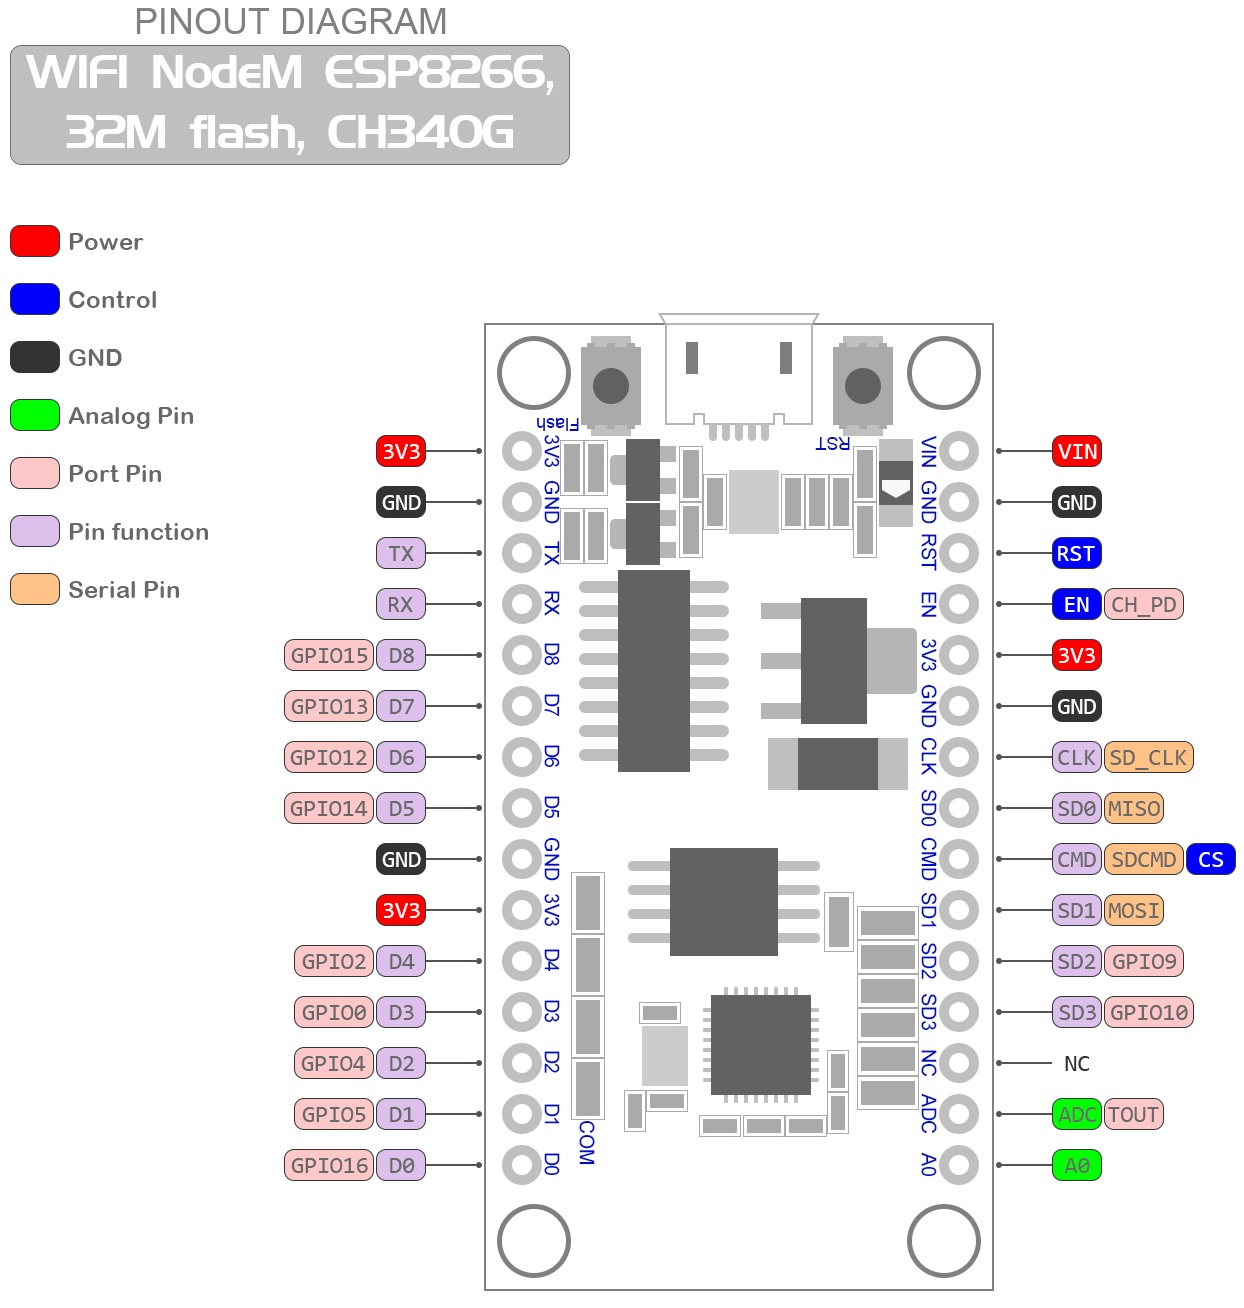 PINOUT DIAGRAM
WIFI NodeM ESP8266,
32M flash, CH340G
Power
Control
GND
Analog Pin
Port Pin
Pin function
Serial Pin
Flash
RST
3V3 3V3 VIN VIN
GND GND GND GND
TX TX RST RST
RX RX EN EN CH_PD
GPIO15 D8 D8 3V3 3V3
GPIO13 D7 D7 GND GND
GPIO12 D6 D6 CLK CLK SD_CLK
GPIO14 D5 D5 SD0 SD0 MISO
GND GND CMD CMD SDCMD CS
3V3 3V3 SD1 SD1 MOSI
GPIO2 D4 D4 SD2 SD2 GPIO9
GPIO0 D3 D3 SD3 SD3 GPIO10
GPIO4 D2 D2 NC NC
GPIO5 D1 D1 ADC ADC TOUT
COM
GPIO16 D0 D0 A0 A0